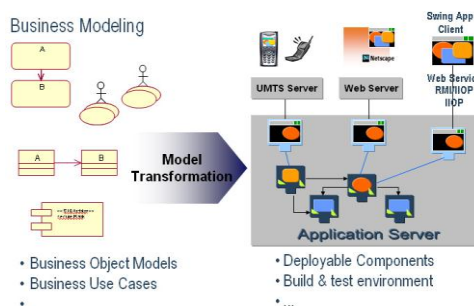 Business Modeling
A
B
A
B
• Business Object Models
• Business Use Cases
•
Model
Transformation
Swing App
Client
Netscape
UMTS Server
Web Server
Web Servic
RMI/IIOP
IIOP
Application Server
• Deployable Components
• Build & test environment
• ...